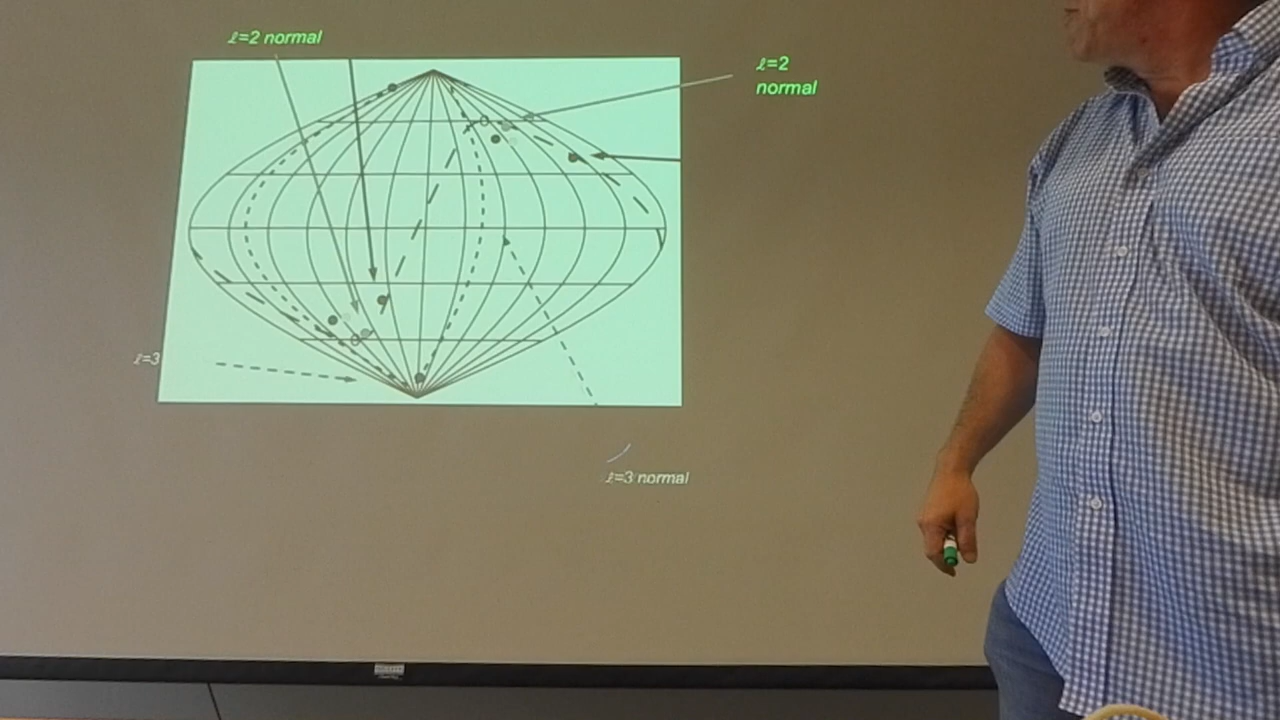 ℓ=2 normal
ℓ=2
normal
ℓ=3
ℓ=3 normal